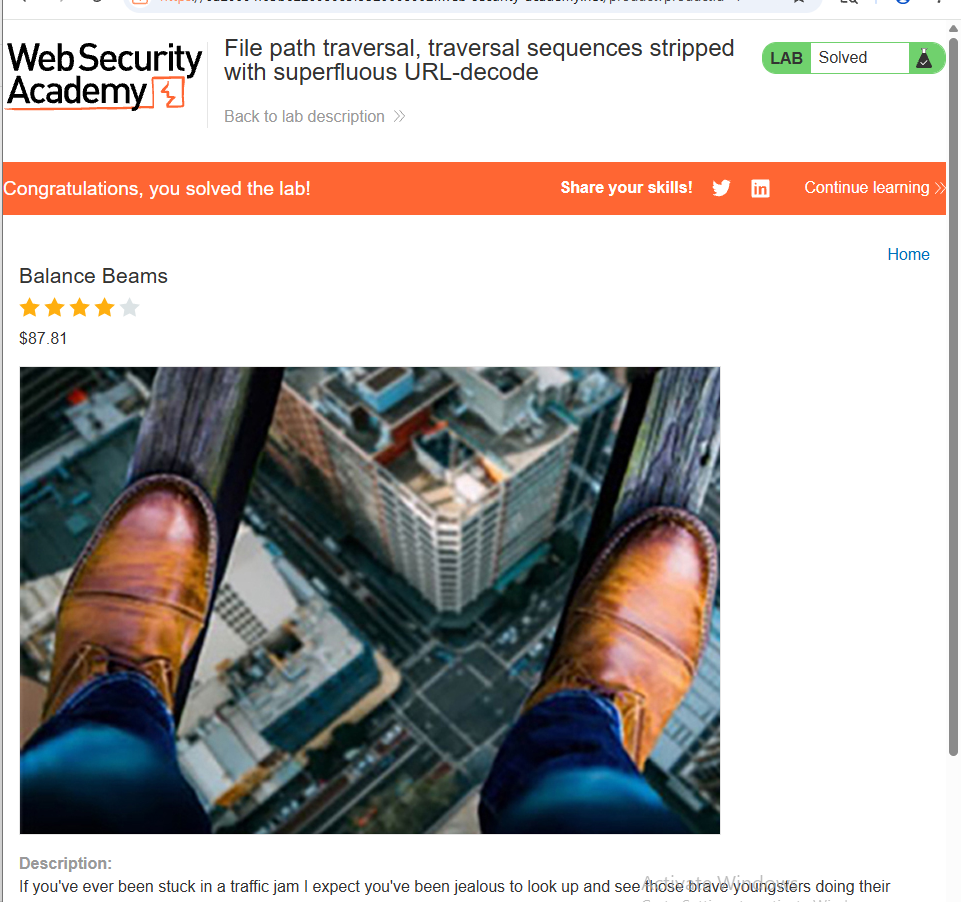 File path traversal, traversal sequences stripped
with superfluous URL-decode
Web Security
Academy
LAB Solved
Back to lab description
Congratulations, you solved the lab!
Share your skills!
in
Continue learning
Home
Balance Beams
$87.81
Description:
If you've ever been stuck in a traffic jam I expect you've been jealous to look up and see those brave youngsters doing their
Activate Windows